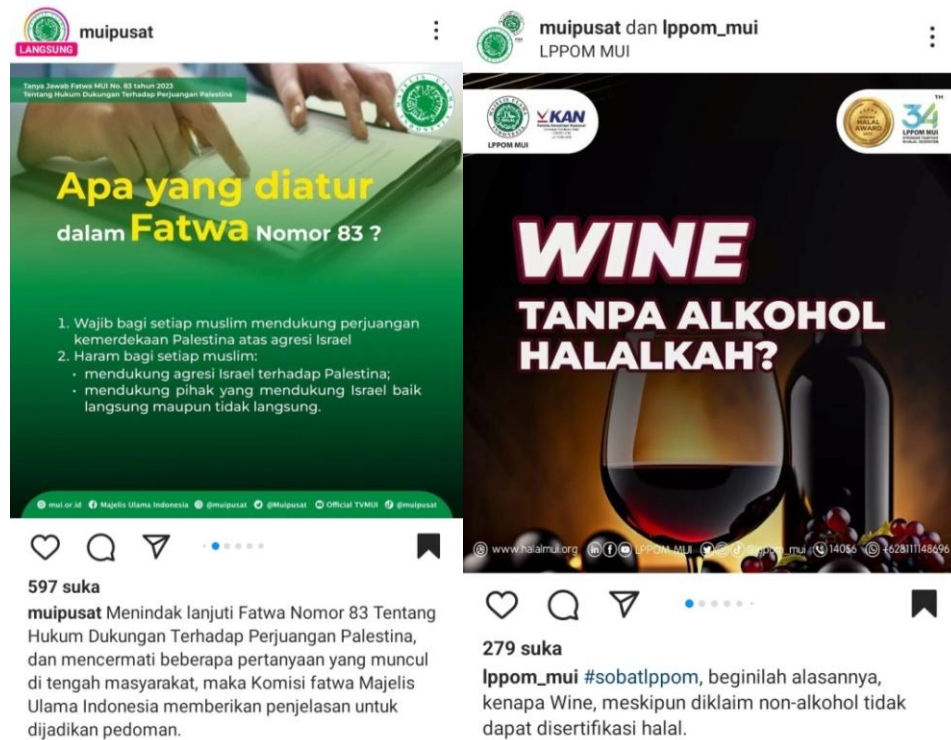 muipusat
LANGSUNG
Tanya Jawab Fatwa MUI No. 83 tahun 2023
Tentang Hukum Dukungan Terhadap Perjuangan Palestina
Apa yang diatur
dalam Fatwa Nomor 83 ?
1. Wajib bagi setiap muslim mendukung perjuangan
kemerdekaan Palestina atas agresi Israel
2. Haram bagi setiap muslim:
• mendukung agresi Israel terhadap Palestina;
• mendukung pihak yang mendukung Israel baik
langsung maupun tidak langsung.
mui.or.id Majelis Ulama Indonesia @muipusat @Muipusat Official TVMUI @muipusat
597 suka
muipusat Menindak lanjuti Fatwa Nomor 83 Tentang
Hukum Dukungan Terhadap Perjuangan Palestina,
dan mencermati beberapa pertanyaan yang muncul
di tengah masyarakat, maka Komisi fatwa Majelis
Ulama Indonesia memberikan penjelasan untuk
dijadikan pedoman.
muipusat dan lppom_mui
LPPOM MUI
LPPOM MUI
KAN
HALAL
AWARD
34
TH
LPPOM MUI
WINE
TANPA ALKOHOL
HALALKAH?
www.halalmui.org LPPOM MUI @lppom_mui 14056 +628111148696
279 suka
lppom_mui #sobatlppom, beginilah alasannya,
kenapa Wine, meskipun diklaim non-alkohol tidak
dapat disertifikasi halal.